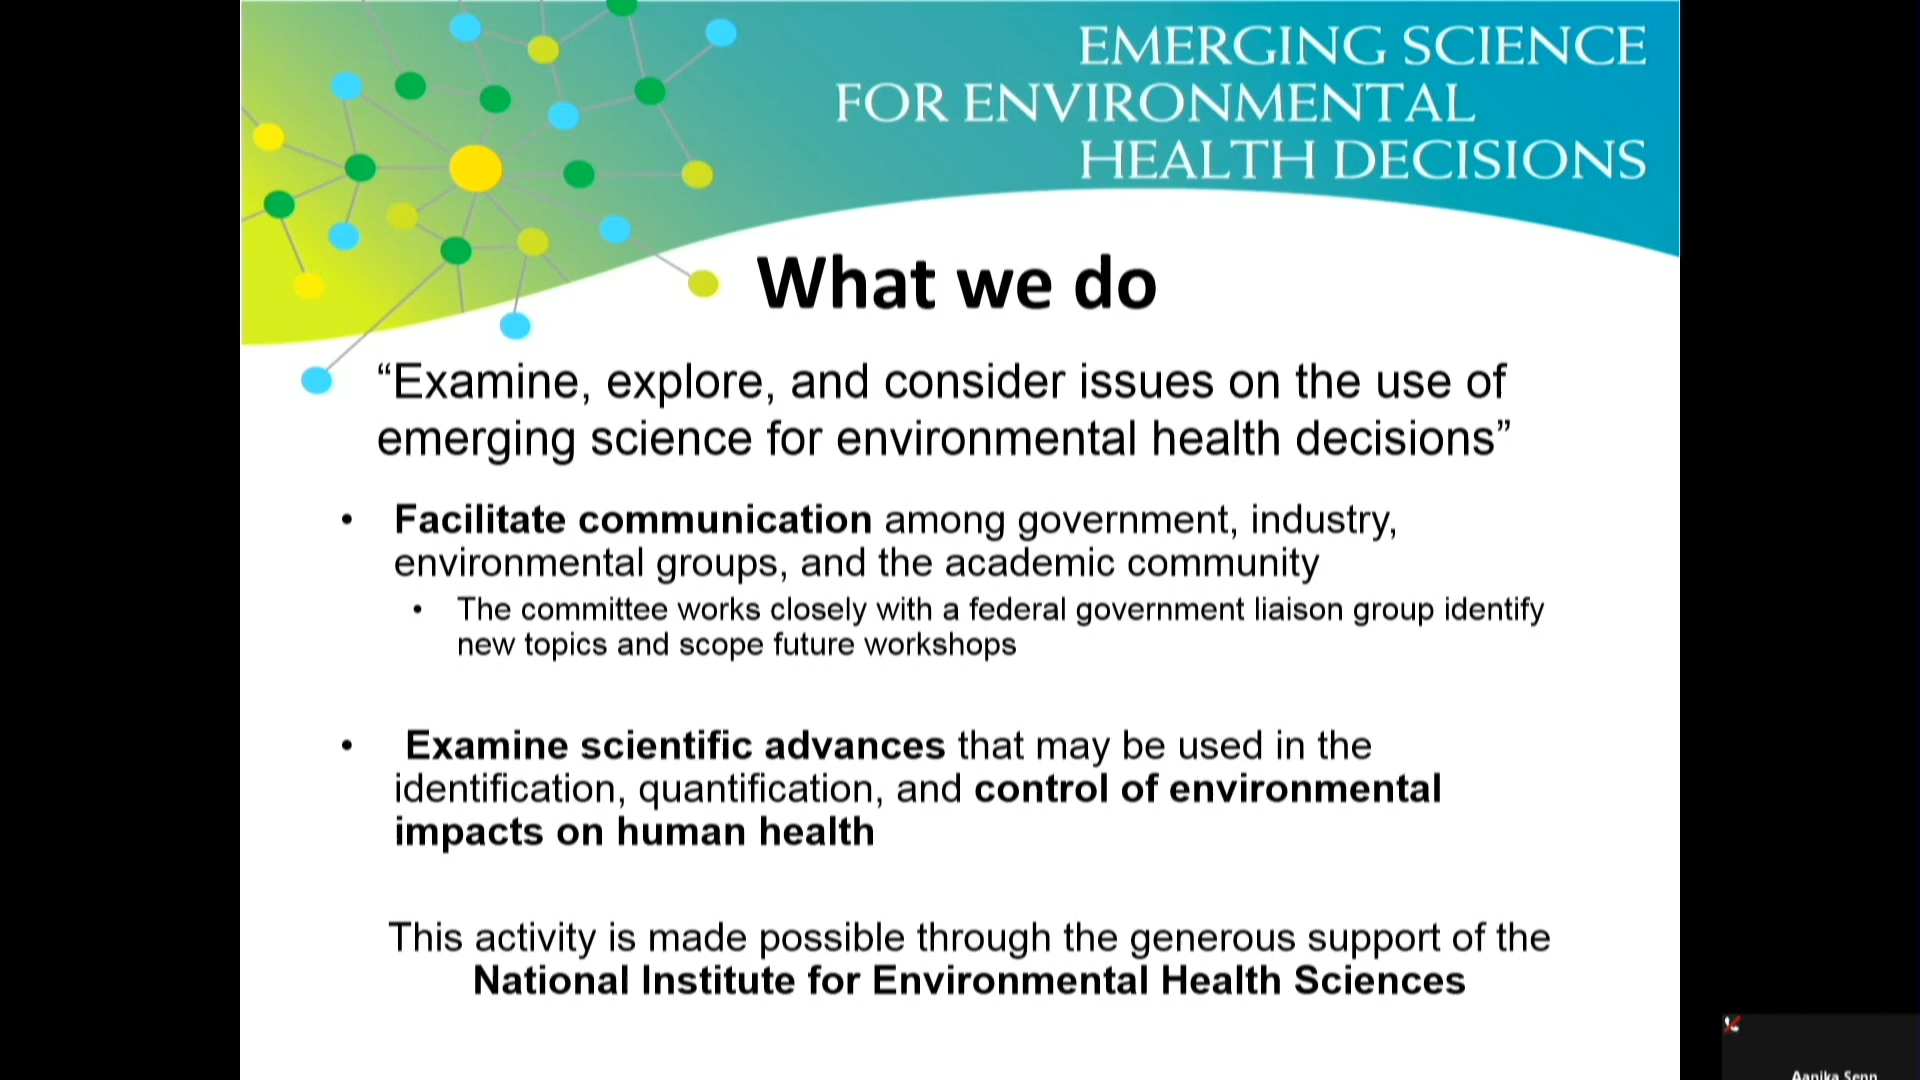 EMERGING SCIENCE
FOR ENVIRONMENTAL
HEALTH DECISIONS
What we do
“Examine, explore, and consider issues on the use of
emerging science for environmental health decisions”
• Facilitate communication among government, industry,
environmental groups, and the academic community
• The committee works closely with a federal government liaison group identify
new topics and scope future workshops
• Examine scientific advances that may be used in the
identification, quantification, and control of environmental
impacts on human health
This activity is made possible through the generous support of the
National Institute for Environmental Health Sciences
Aanika Senn